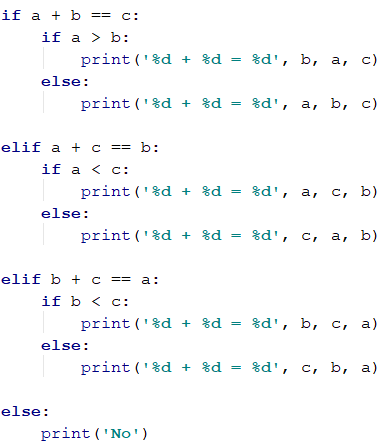 if a + b == c:
    if a > b:
        print('%d + %d = %d', b, a, c)
    else:
        print('%d + %d = %d', a, b, c)

elif a + c == b:
    if a < c:
        print('%d + %d = %d', a, c, b)
    else:
        print('%d + %d = %d', c, a, b)

elif b + c == a:
    if b < c:
        print('%d + %d = %d', b, c, a)
    else:
        print('%d + %d = %d', c, b, a)

else:
    print('No')